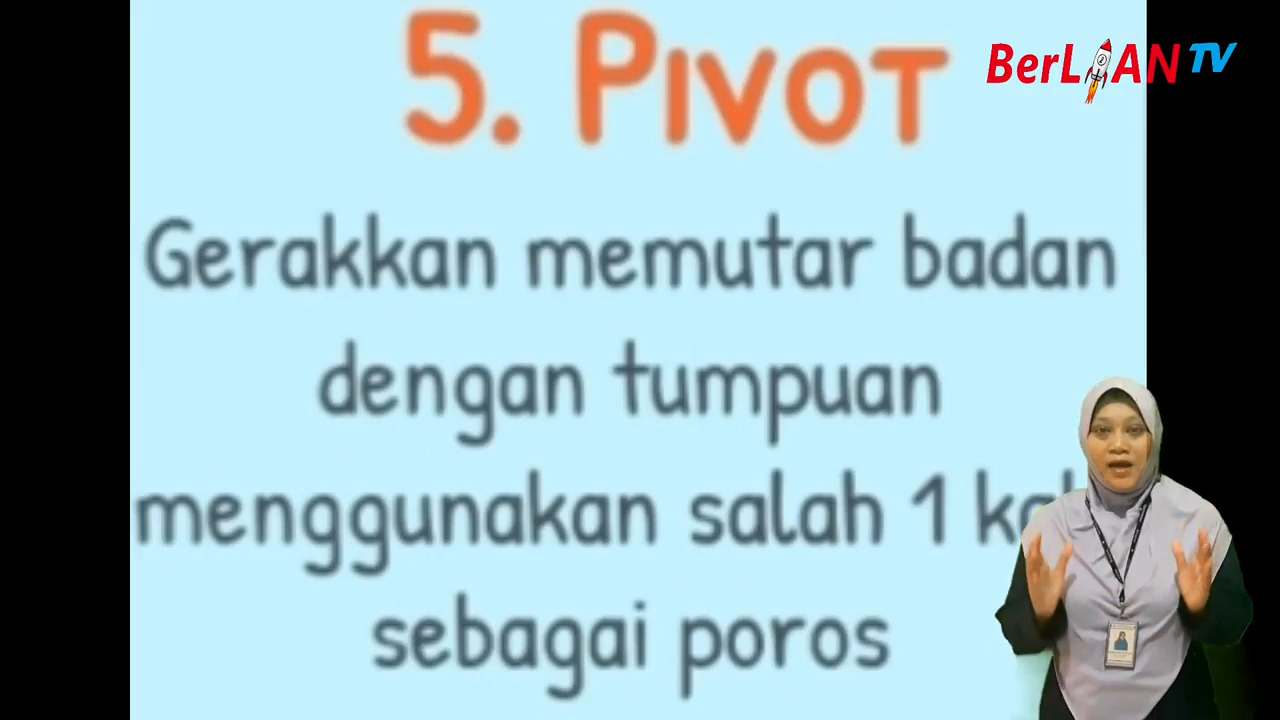 5. PIVOT
BerLIAN TV
Gerakkan memutar badan
dengan tumpuan
menggunakan salah 1
sebagai poros